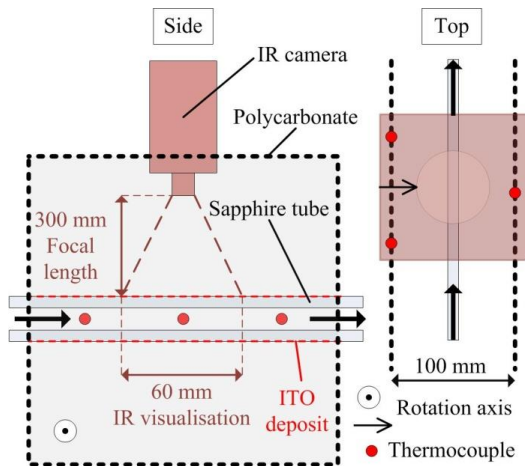 Side
IR camera
Polycarbonate
Sapphire tube
300 mm
Focal
length
60 mm
IR visualisation
ITO
deposit
Top
100 mm
Rotation axis
Thermocouple